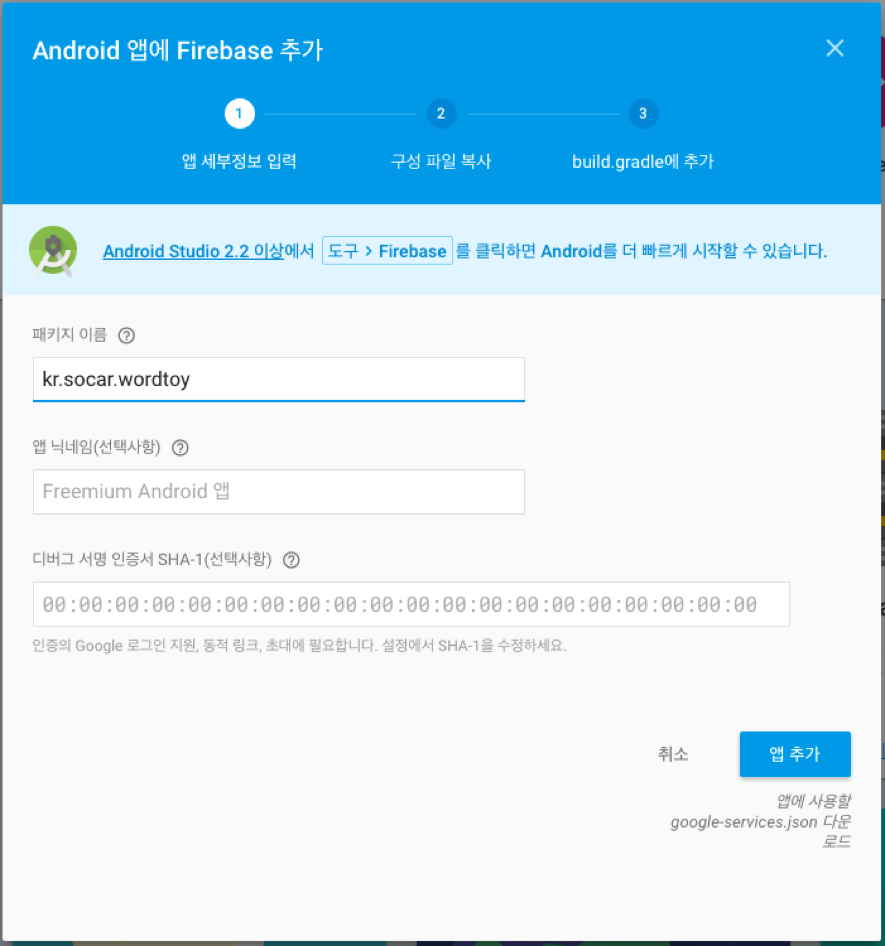 Android 앱에 Firebase 추가
1
2
3
앱 세부정보 입력
구성 파일 복사
build.gradle에 추가
Android Studio 2.2 이상에서 도구 > Firebase 를 클릭하면 Android를 더 빠르게 시작할 수 있습니다.
패키지 이름 ?
kr.socar.wordtoy
앱 닉네임(선택사항) ?
Freemium Android 앱
디버그 서명 인증서 SHA-1(선택사항) ?
00:00:00:00:00:00:00:00:00:00:00:00:00:00:00:00:00:00:00:00
인증의 Google 로그인 지원, 동적 링크, 초대에 필요합니다. 설정에서 SHA-1을 수정하세요.
취소
앱 추가
앱에 사용할
google-services.json 다운
로드